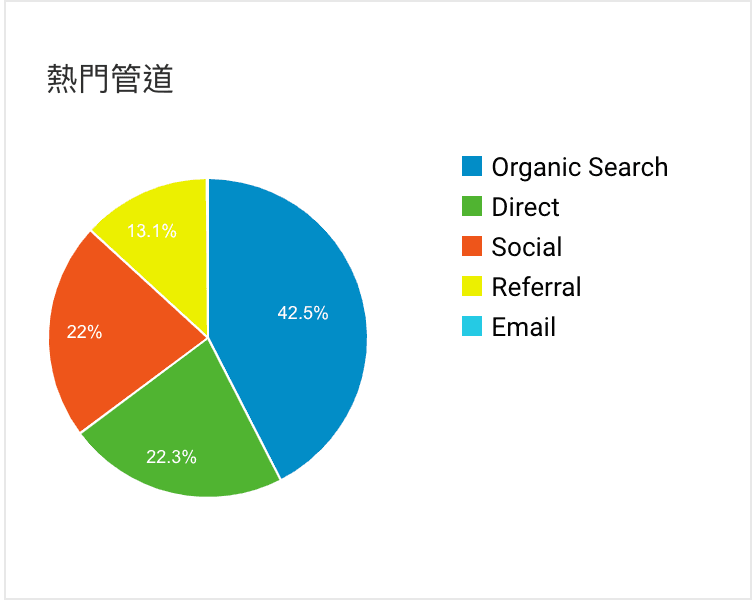 熱門管道
Organic Search
Direct
Social
Referral
Email
13.1%
42.5%
22%
22.3%